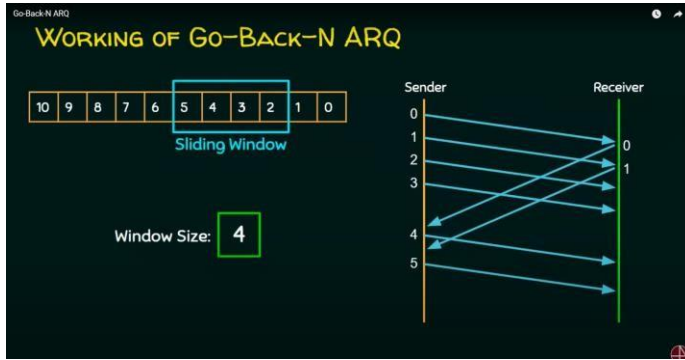 Go-Back-N ARQ
WORKING OF GO-BACK-N ARQ
10 9 8 7 6 5 4 3 2 1 0
Sliding Window
Window Size: 4
Sender Receiver
0
1
2
3
4
5
0
1